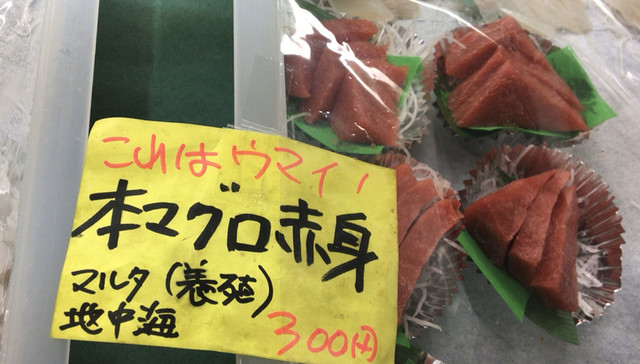 これはウマイ!
本マグロ赤身
マルタ(養殖)
地中海
300円